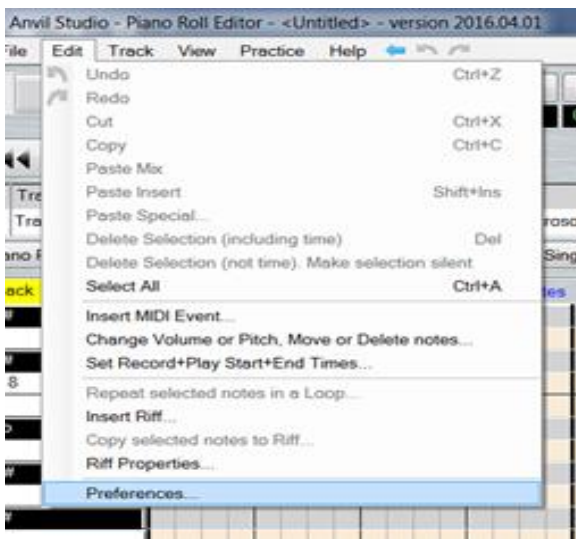 Anvil Studio - Piano Roll Editor - <Untitled> - version 2016.04.01
File Edit Track View Practice Help
Undo Ctrl+Z
Redo
Cut Ctrl+X
Copy Ctrl+C
Paste Mix
Paste Insert Shift+Ins
Paste Special...
Delete Selection (including time) Del
Delete Selection (not time). Make selection silent
Select All Ctrl+A
Insert MIDI Event...
Change Volume or Pitch, Move or Delete notes...
Set Record+Play Start+End Times...
8
Repeat selected notes in a Loop...
Insert Riff...
Copy selected notes to Riff...
Riff Properties...
Preferences...